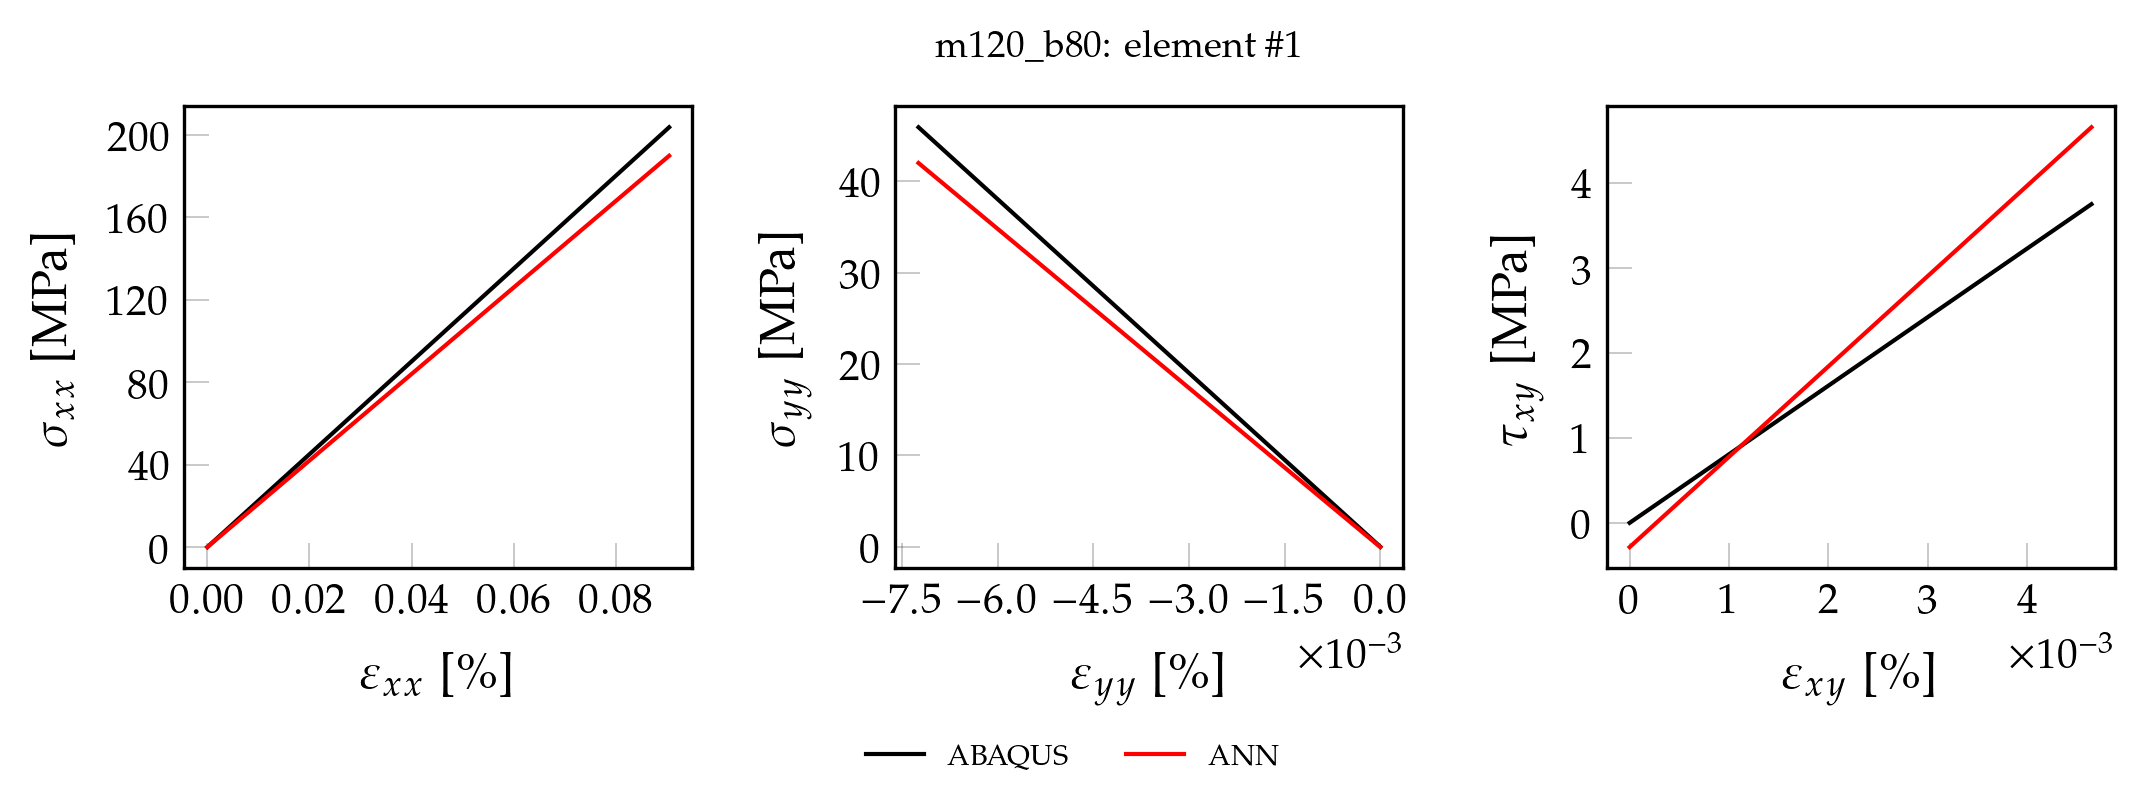 m120_b80: element #1
200
160
120
80
40
0
σxx [MPa]
0.00 0.02 0.04 0.06 0.08
εxx [%]
40
30
20
10
0
σyy [MPa]
−7.5 −6.0 −4.5 −3.0 −1.5 0.0
×10⁻³
εyy [%]
4
3
2
1
0
τxy [MPa]
0 1 2 3 4
×10⁻³
εxy [%]
ABAQUS ANN